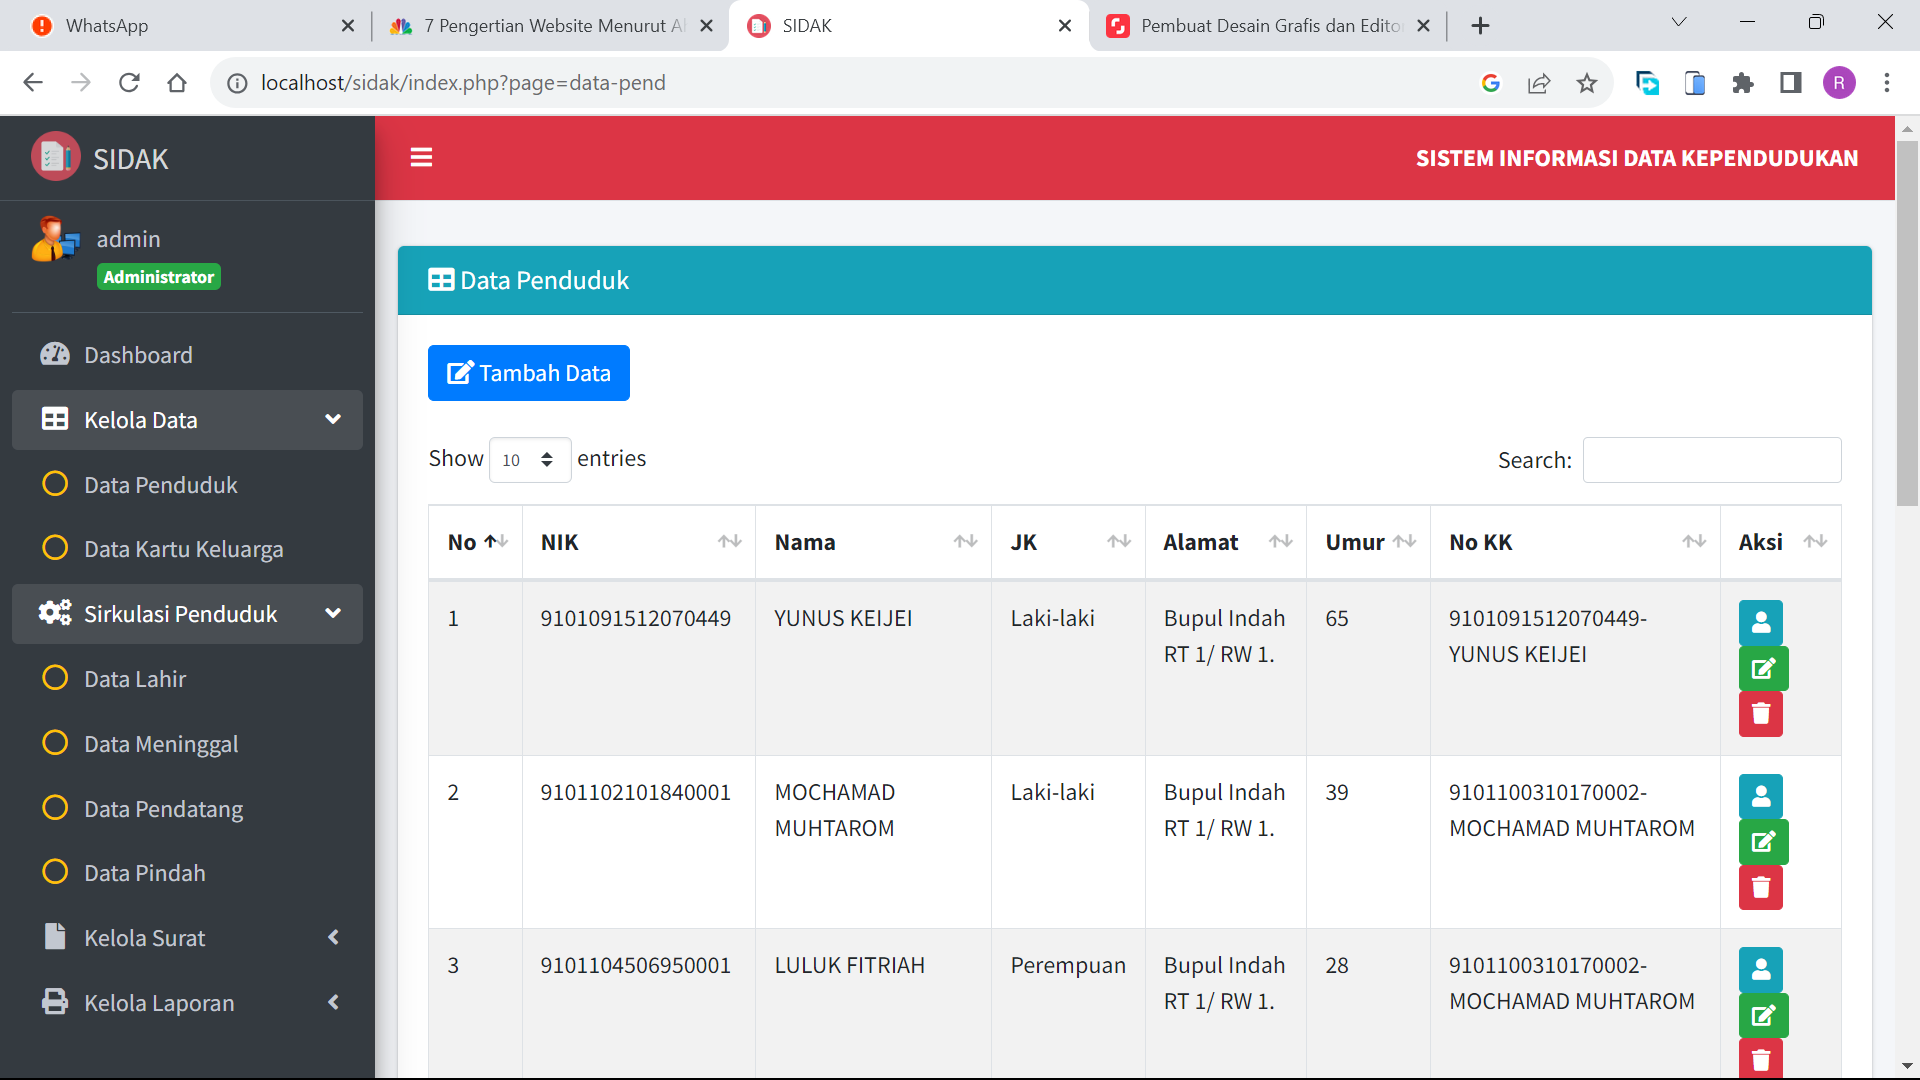 WhatsApp
7 Pengertian Website Menurut A
SIDAK
Pembuat Desain Grafis dan Edito
localhost/sidak/index.php?page=data-pend
R
SIDAK
SISTEM INFORMASI DATA KEPENDUDUKAN
admin
Administrator
Dashboard
Kelola Data
Data Penduduk
Data Kartu Keluarga
Sirkulasi Penduduk
Data Lahir
Data Meninggal
Data Pendatang
Data Pindah
Kelola Surat
Kelola Laporan
Data Penduduk
Tambah Data
Show 10 entries
Search:
No NIK Nama JK Alamat Umur No KK Aksi
1 9101091512070449 YUNUS KEIJEI Laki-laki Bupul Indah 65 9101091512070449-
RT 1/ RW 1. YUNUS KEIJEI
2 9101102101840001 MOCHAMAD Laki-laki Bupul Indah 39 9101100310170002-
MUHTAROM RT 1/ RW 1. MOCHAMAD MUHTAROM
3 9101104506950001 LULUK FITRIAH Perempuan Bupul Indah 28 9101100310170002-
RT 1/ RW 1. MOCHAMAD MUHTAROM